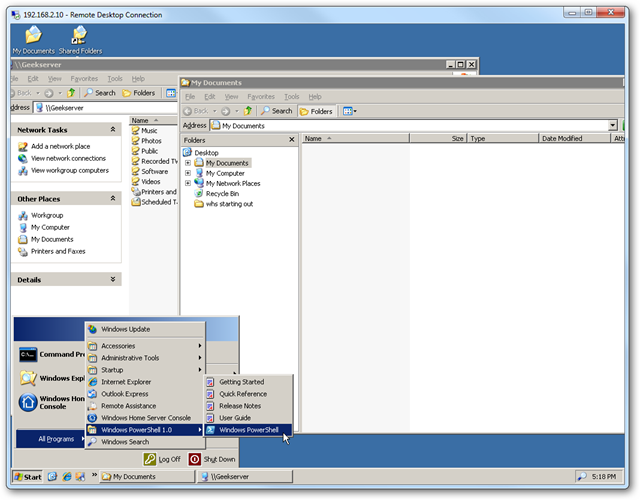 192.168.2.10 - Remote Desktop Connection
My Documents
Shared Folders
\\Geekserver
File Edit View Favorites Tools Help
Back Search Folders
Address \\Geekserver
Network Tasks
Add a network place
View network connections
View workgroup computers
Other Places
Workgroup
My Computer
My Documents
Printers and Faxes
Details
Name
Music
Photos
Public
Recorded TV
Software
Videos
Printers and
Scheduled Ta
My Documents
File Edit View Favorites Tools Help
Back Search Folders
Address My Documents
Folders
Desktop
My Documents
My Computer
My Network Places
Recycle Bin
whs starting out
Name Size Type Date Modified Attri
Command Pr
Windows Expl
Windows Hom
Console
All Programs
Windows Update
Accessories
Administrative Tools
Startup
Internet Explorer
Outlook Express
Remote Assistance
Windows Home Server Console
Windows PowerShell 1.0
Windows Search
Getting Started
Quick Reference
Release Notes
User Guide
Windows PowerShell
Log Off Shut Down
Start My Documents \\Geekserver 5:18 PM